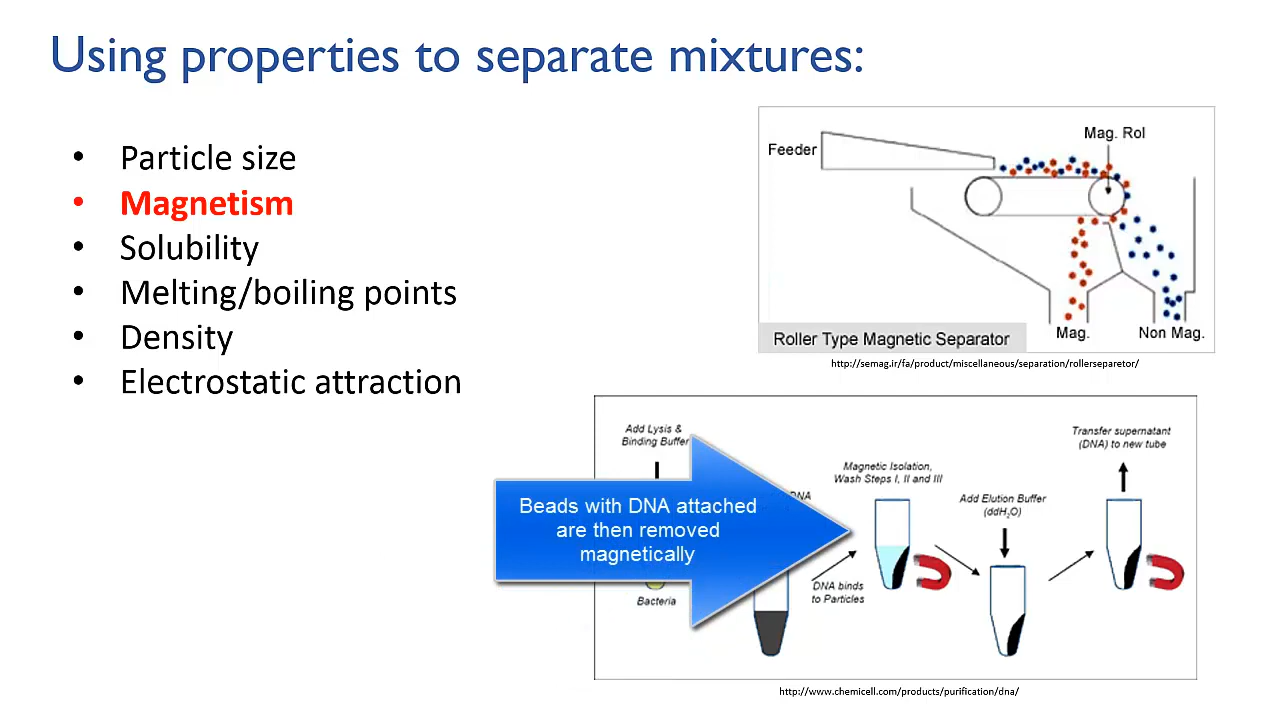 Using properties to separate mixtures:
• Particle size
• Magnetism
• Solubility
• Melting/boiling points
• Density
• Electrostatic attraction
Feeder
Mag. Rol
Mag.
Non Mag.
Roller Type Magnetic Separator
http://semag.ir/fa/product/miscellaneous/separation/rollerseparetor/
Add Lysis &
Binding Buffer
Bacteria
Beads with DNA attached
are then removed
magnetically
DNA
DNA binds
to Particles
Magnetic Isolation,
Wash Steps I, II and III
Add Elution Buffer
(ddH₂O)
Transfer supernatant
(DNA) to new tube
http://www.chemicell.com/products/purification/dna/